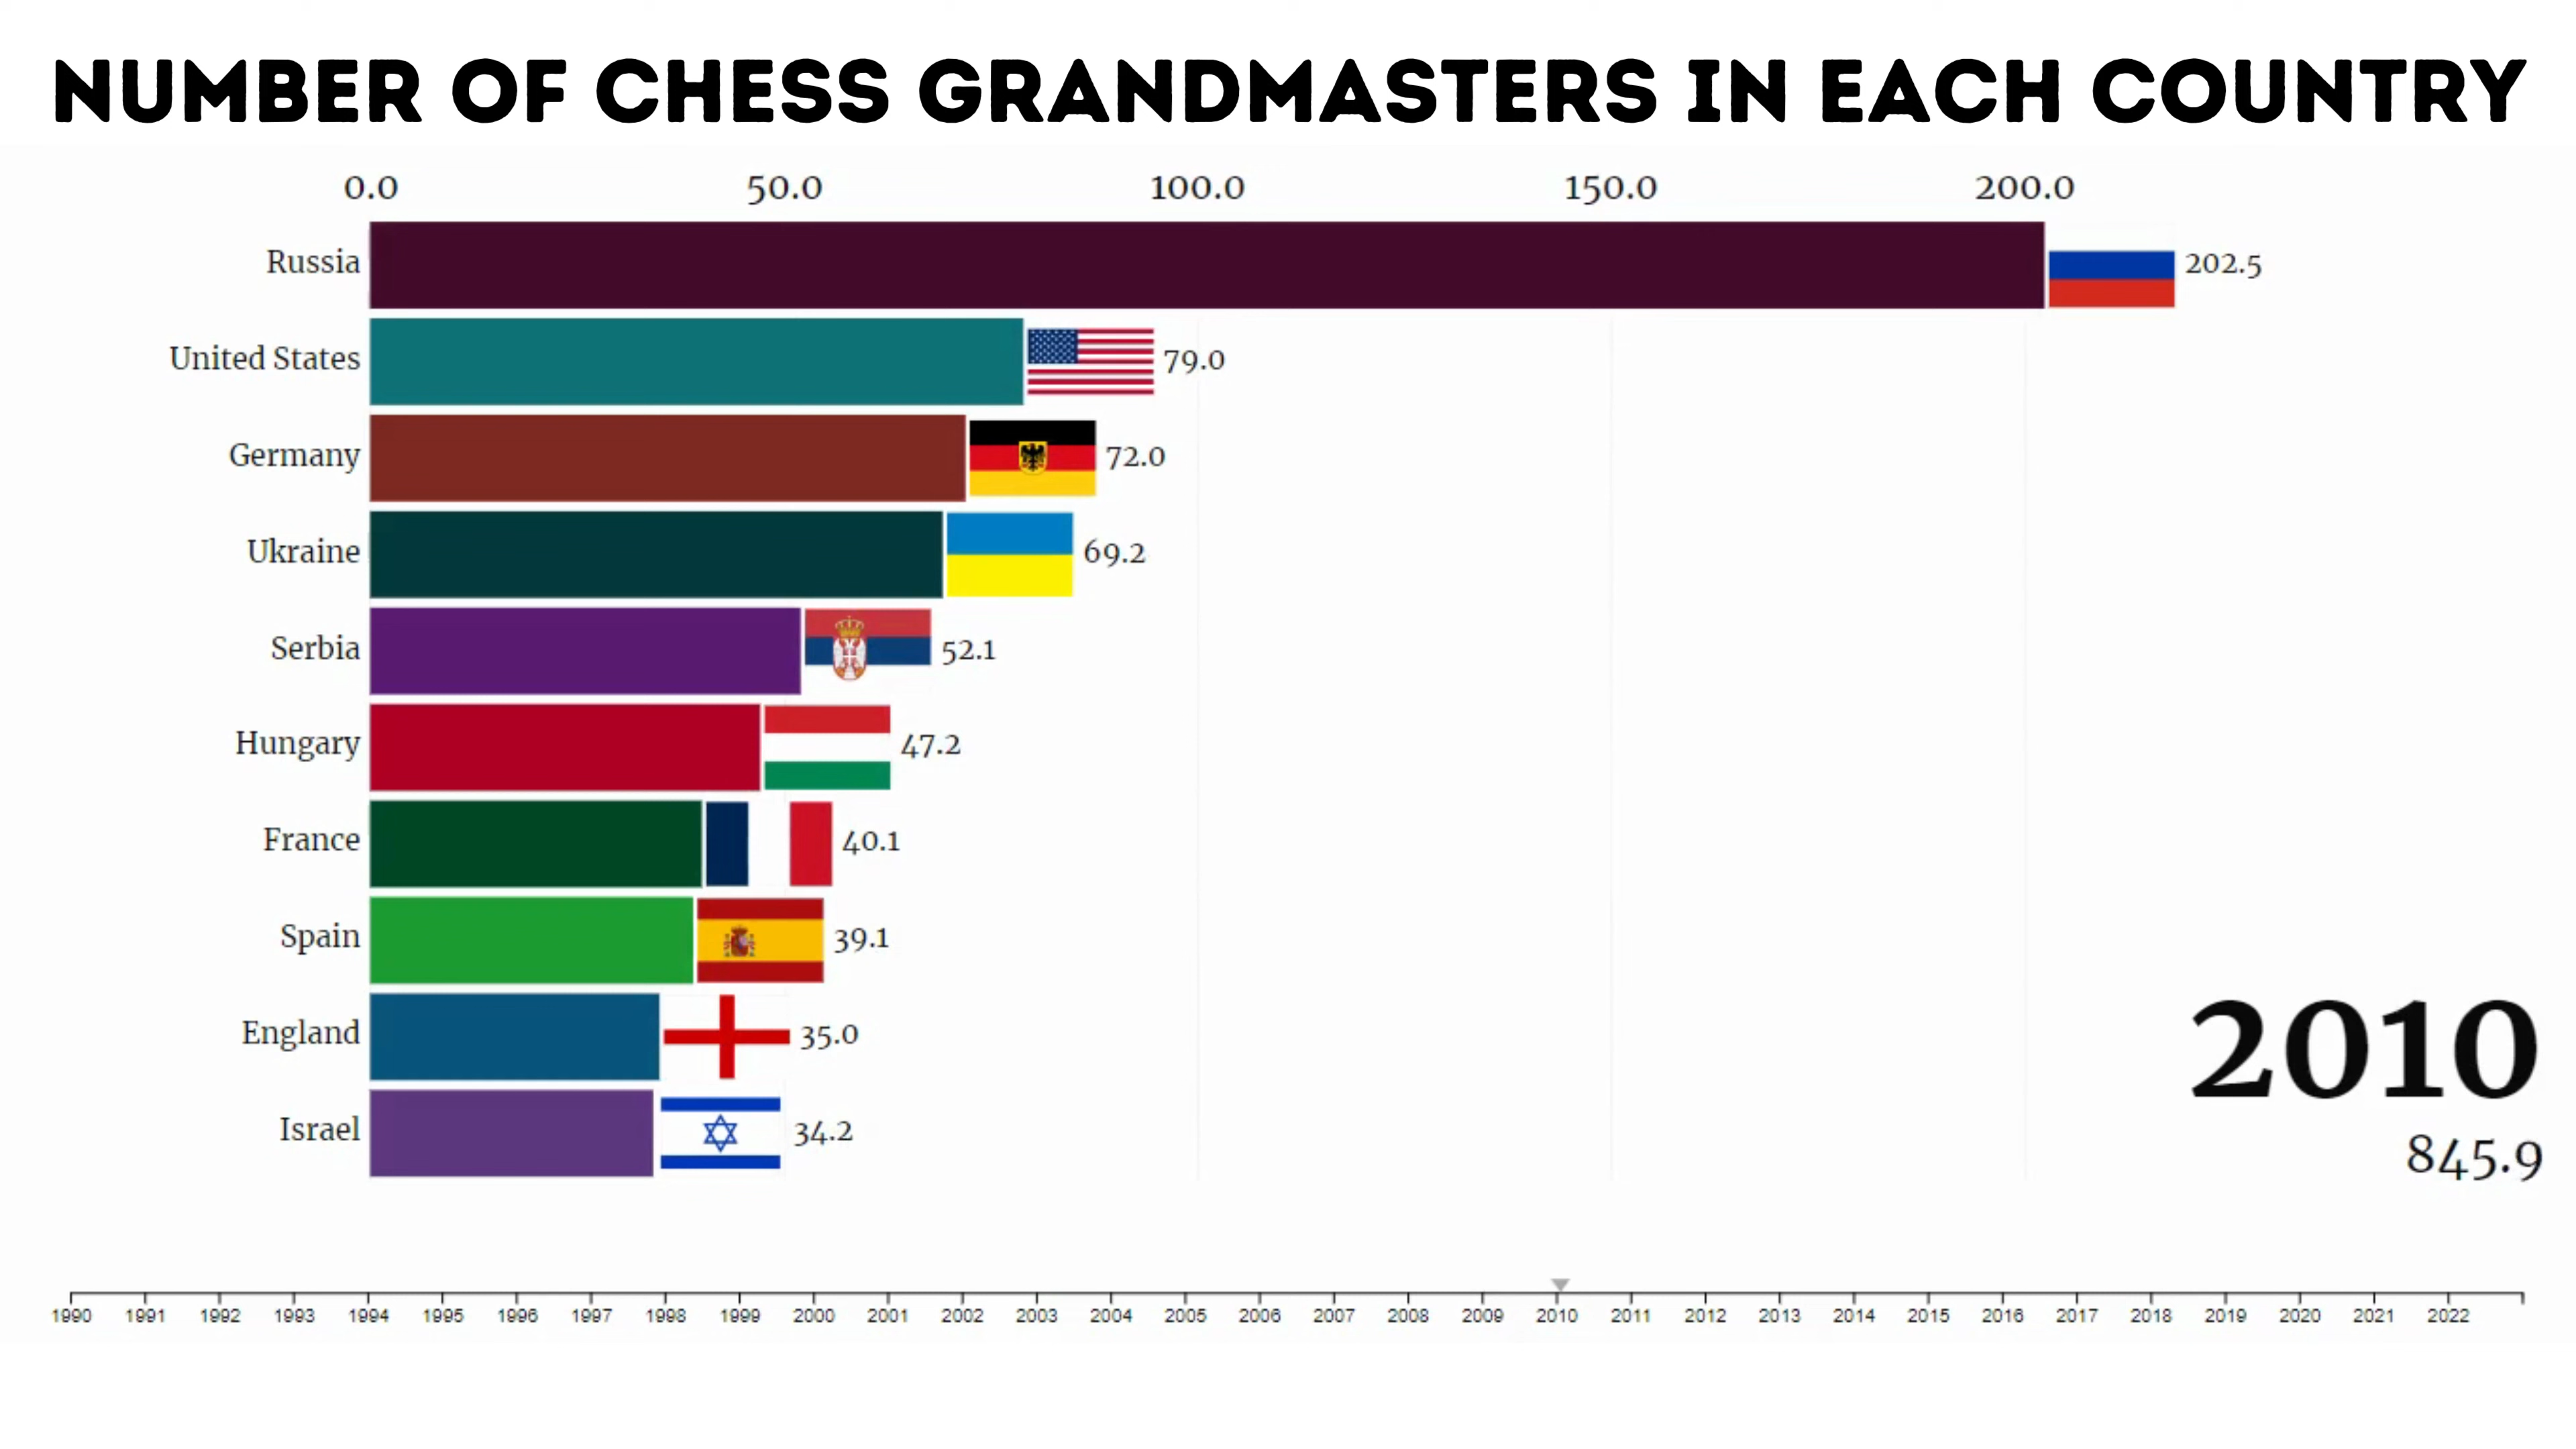 NUMBER OF CHESS GRANDMASTERS IN EACH COUNTRY
0.0 50.0 100.0 150.0 200.0
Russia 202.5
United States 79.0
Germany 72.0
Ukraine 69.2
Serbia 52.1
Hungary 47.2
France 40.1
Spain 39.1
England 35.0
Israel 34.2
2010
845.9
1990 1991 1992 1993 1994 1995 1996 1997 1998 1999 2000 2001 2002 2003 2004 2005 2006 2007 2008 2009 2010 2011 2012 2013 2014 2015 2016 2017 2018 2019 2020 2021 2022